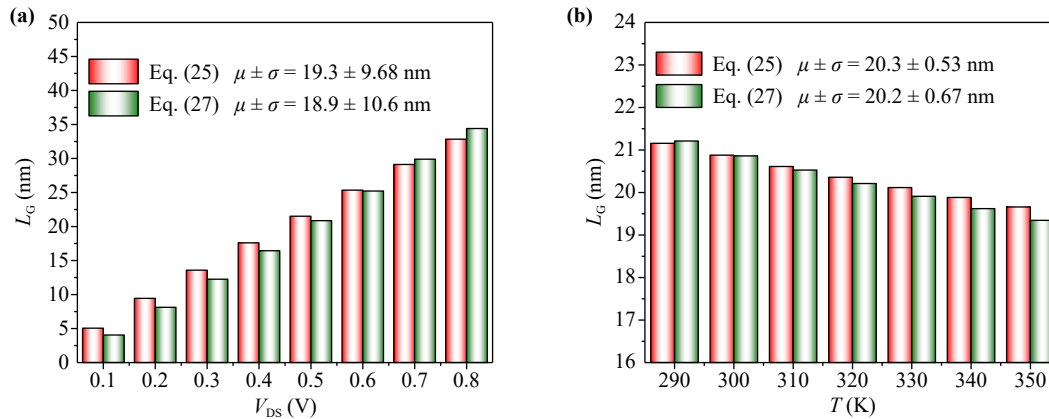 (a)
50
45
40
35
30
25
20
15
10
5
0
L_G (nm)
Eq. (25) μ ± σ = 19.3 ± 9.68 nm
Eq. (27) μ ± σ = 18.9 ± 10.6 nm
0.1 0.2 0.3 0.4 0.5 0.6 0.7 0.8
V_DS (V)
(b)
24
23
22
21
20
19
18
17
16
L_G (nm)
Eq. (25) μ ± σ = 20.3 ± 0.53 nm
Eq. (27) μ ± σ = 20.2 ± 0.67 nm
290 300 310 320 330 340 350
T (K)